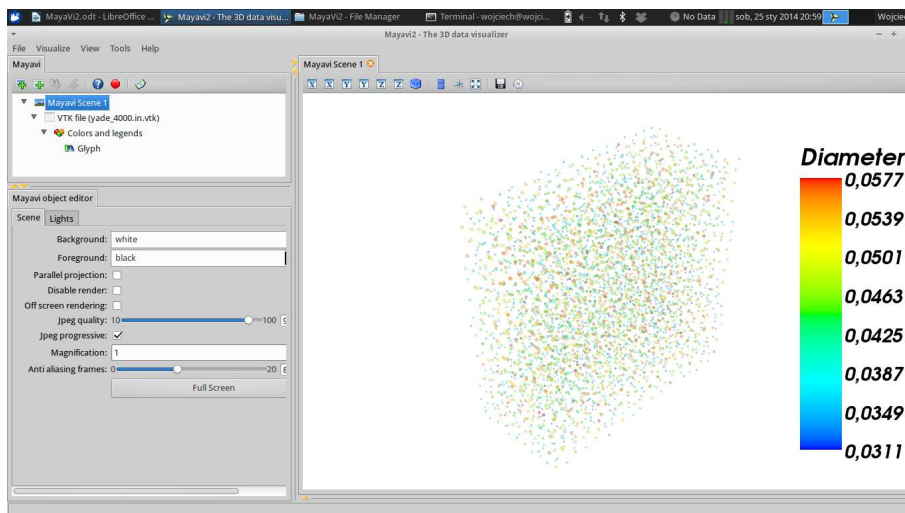 MayaVi2.odt - LibreOffice ...
Mayavi2 - The 3D data visu...
MayaVi2 - File Manager
Terminal - wojciech@wojci...
No Data
sob, 25 sty 2014 20:59
Wojcie
Mayavi2 - The 3D data visualizer
File Visualize View Tools Help
Mayavi
Mayavi Scene 1
VTK file (yade_4000.in.vtk)
Colors and legends
Glyph
Mayavi object editor
Scene Lights
Background: white
Foreground: black
Parallel projection:
Disable render:
Off screen rendering:
Jpeg quality: 10 100
Jpeg progressive:
Magnification: 1
Anti aliasing frames: 0 20 8
Full Screen
Mayavi Scene 1
X X Y Y Z Z
Diameter
0,0577
0,0539
0,0501
0,0463
0,0425
0,0387
0,0349
0,0311